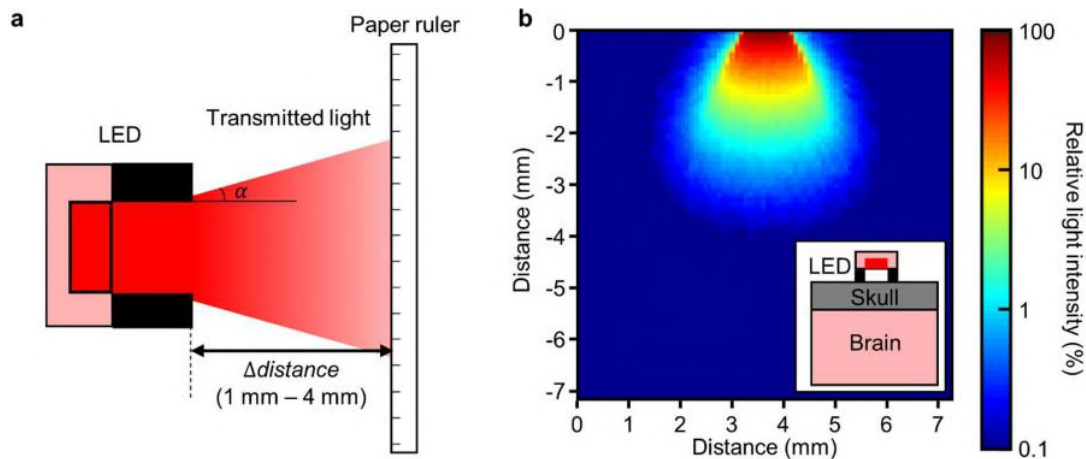 a
Paper ruler
Transmitted light
LED
α
Δdistance
(1 mm – 4 mm)
b
0
-1
-2
-3
-4
-5
-6
-7
Distance (mm)
0 1 2 3 4 5 6 7
Distance (mm)
LED
Skull
Brain
100
10
1
0.1
Relative light intensity (%)